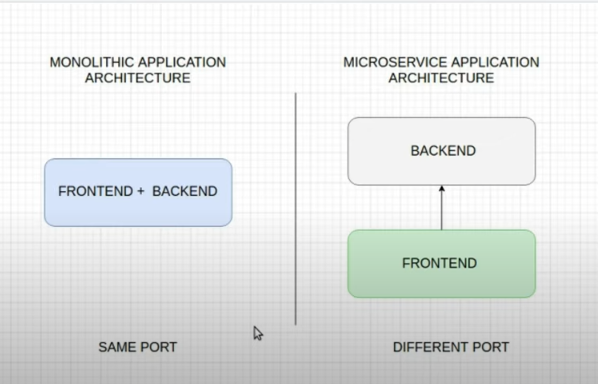 MONOLITHIC APPLICATION
ARCHITECTURE
FRONTEND + BACKEND
SAME PORT
MICROSERVICE APPLICATION
ARCHITECTURE
BACKEND
FRONTEND
DIFFERENT PORT